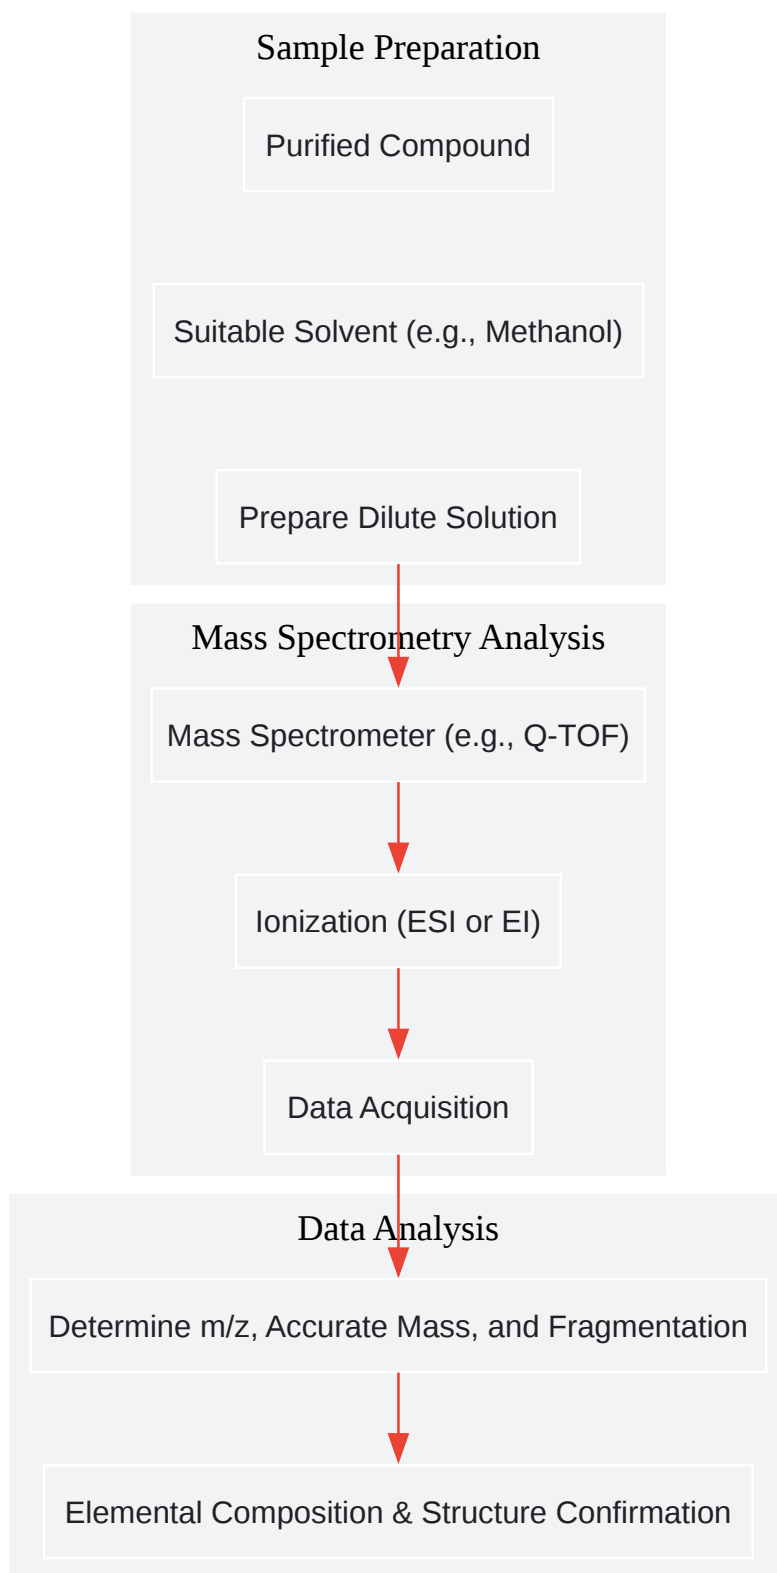 Sample Preparation
Purified Compound
Suitable Solvent (e.g., Methanol)
Prepare Dilute Solution
Mass Spectrometry Analysis
Mass Spectrometer (e.g., Q-TOF)
Ionization (ESI or EI)
Data Acquisition
Data Analysis
Determine m/z, Accurate Mass, and Fragmentation
Elemental Composition & Structure Confirmation